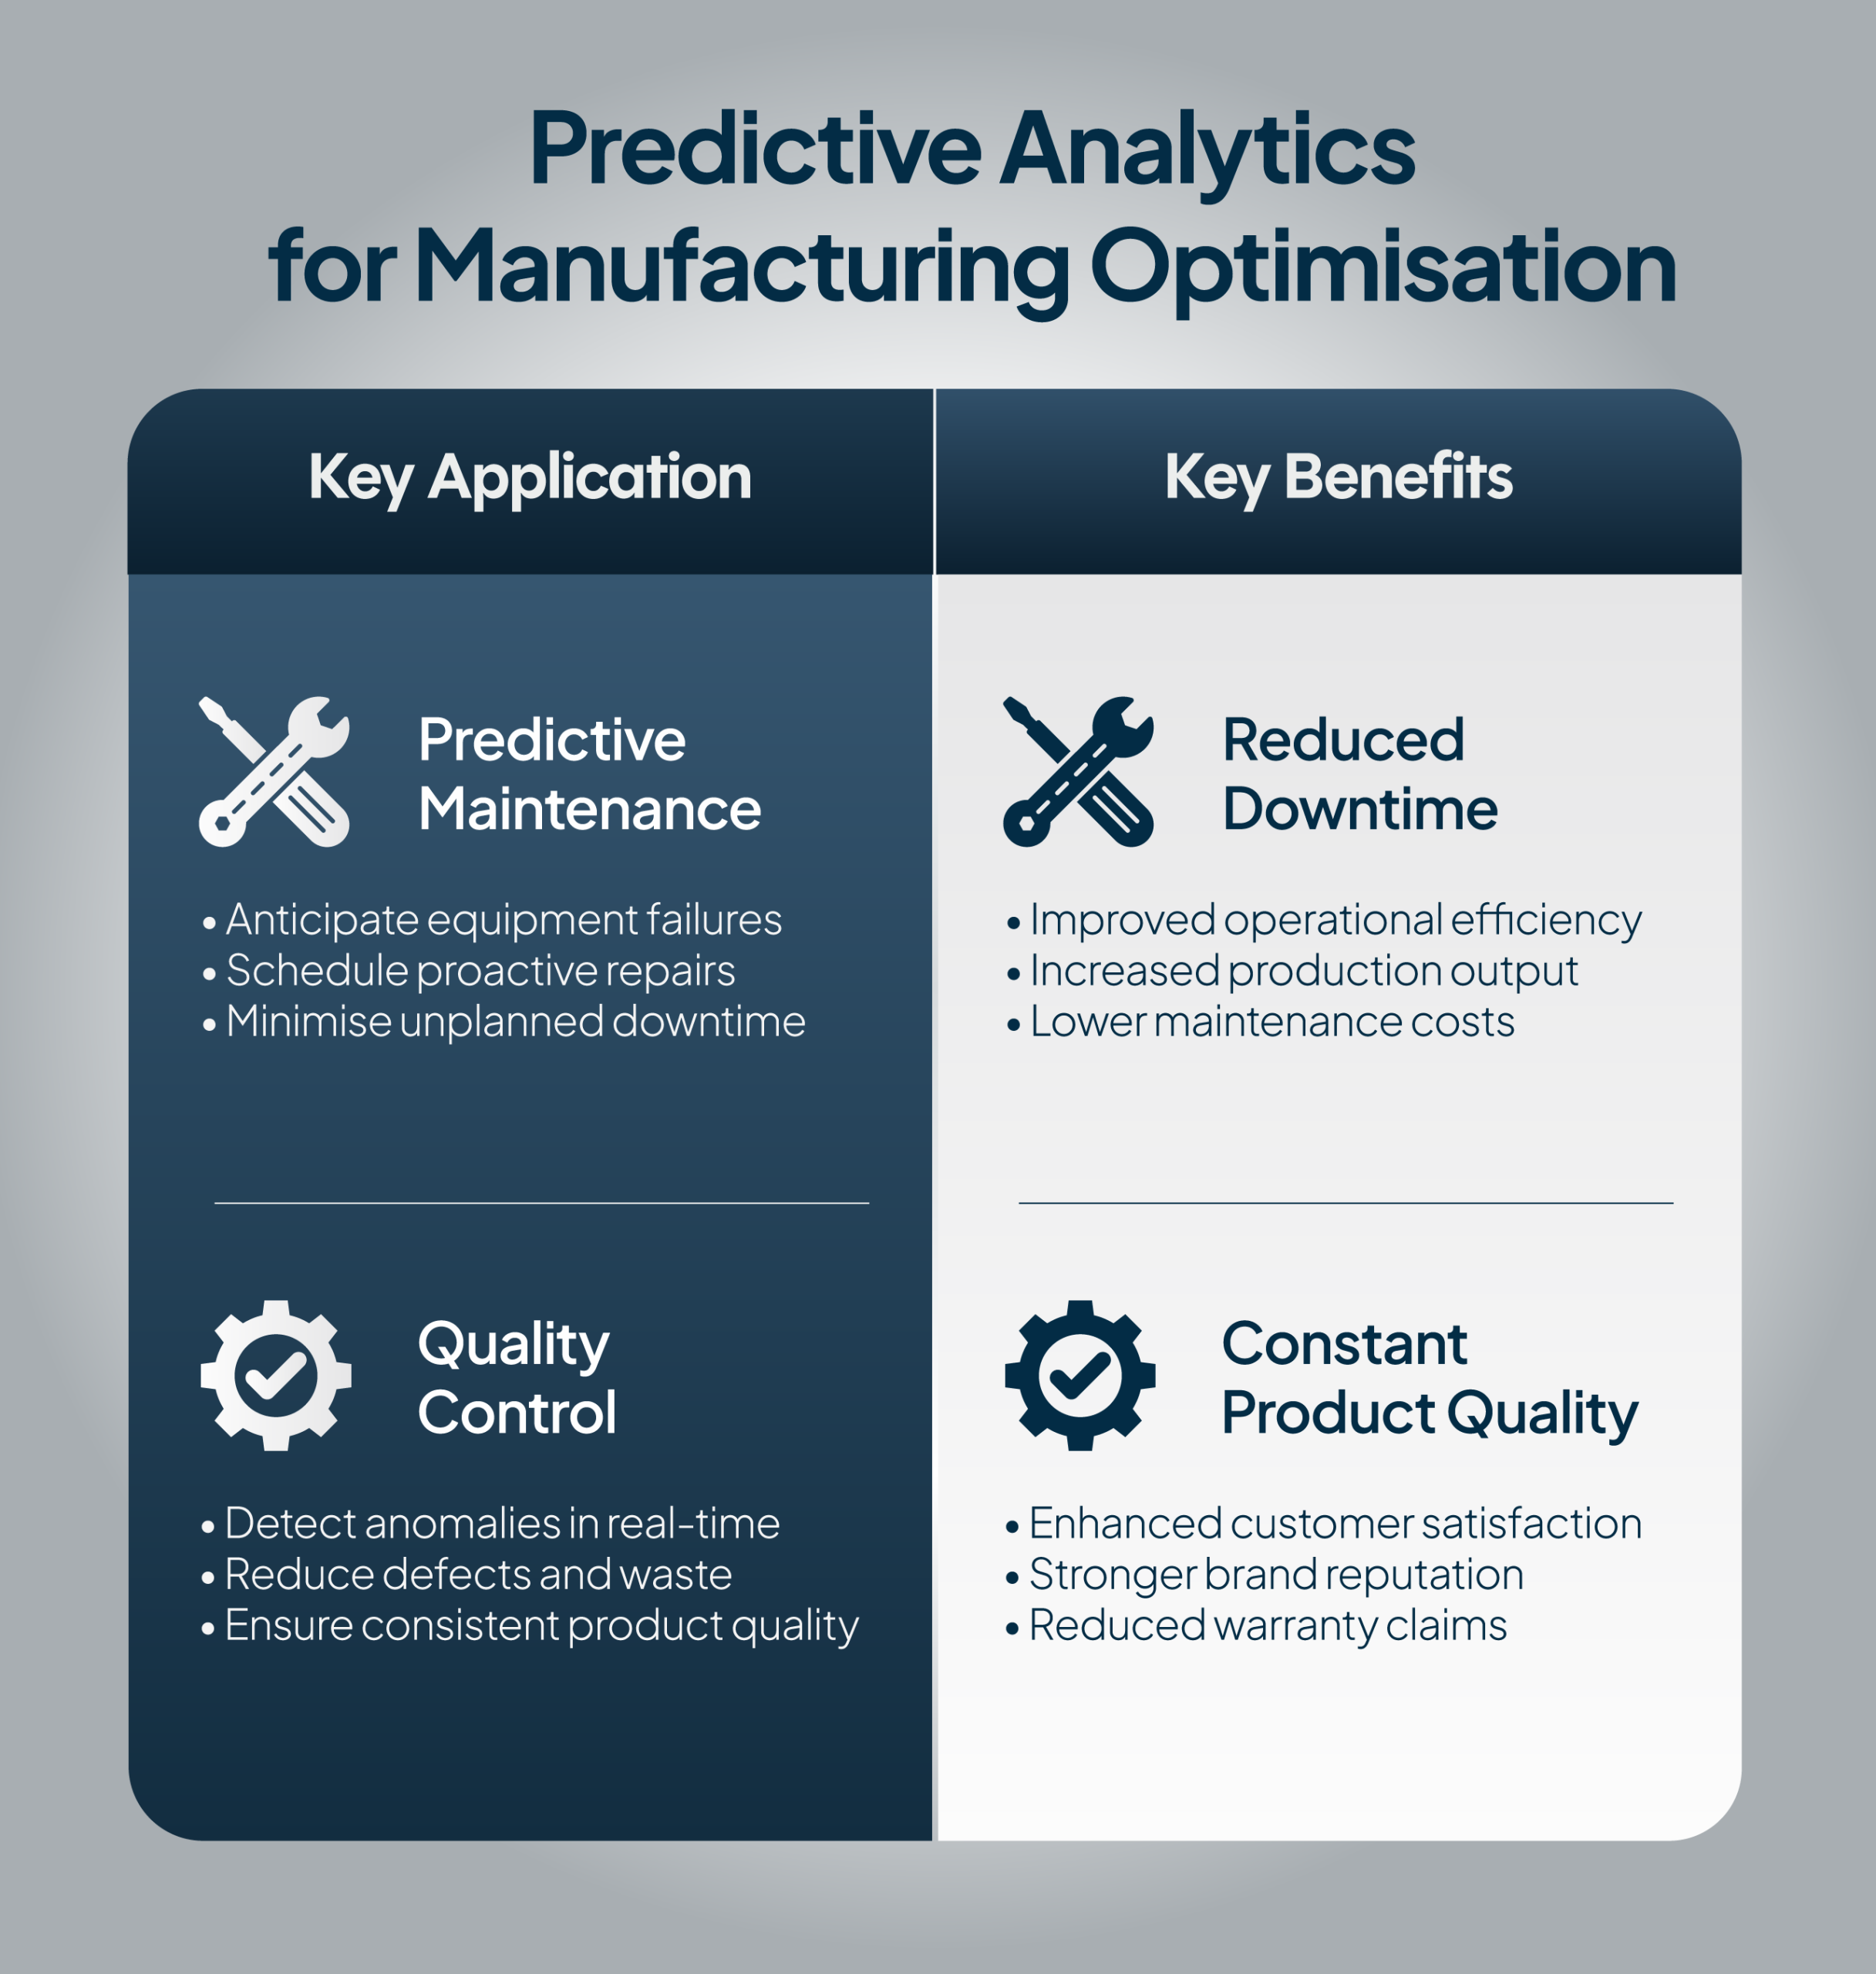 Predictive Analytics
for Manufacturing Optimisation
Key Application
Key Benefits
Predictive
Maintenance
• Anticipate equipment failures
• Schedule proactive repairs
• Minimise unplanned downtime
Reduced
Downtime
• Improved operational efficiency
• Increased production output
• Lower maintenance costs
Quality
Control
• Detect anomalies in real-time
• Reduce defects and waste
• Ensure consistent product quality
Constant
Product Quality
• Enhanced customer satisfaction
• Stronger brand reputation
• Reduced warranty claims